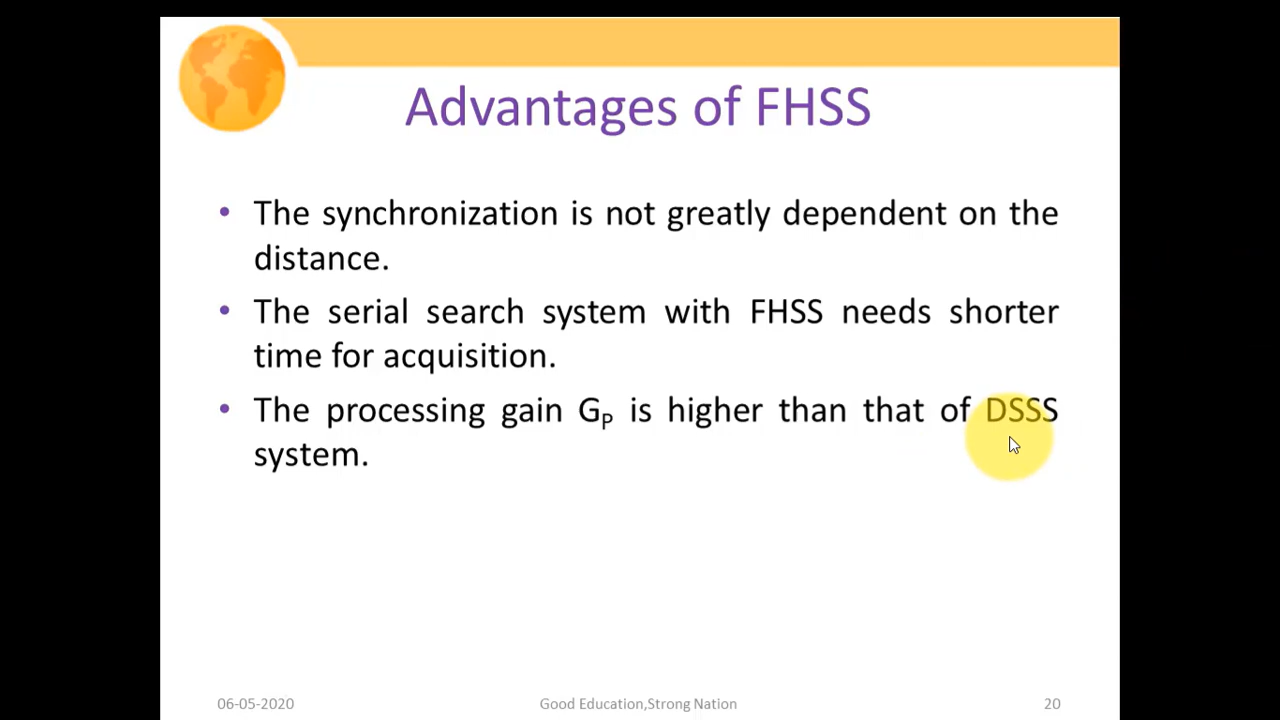 Advantages of FHSS
• The synchronization is not greatly dependent on the
distance.
• The serial search system with FHSS needs shorter
time for acquisition.
• The processing gain GP is higher than that of DSSS
system.
06-05-2020 Good Education,Strong Nation 20